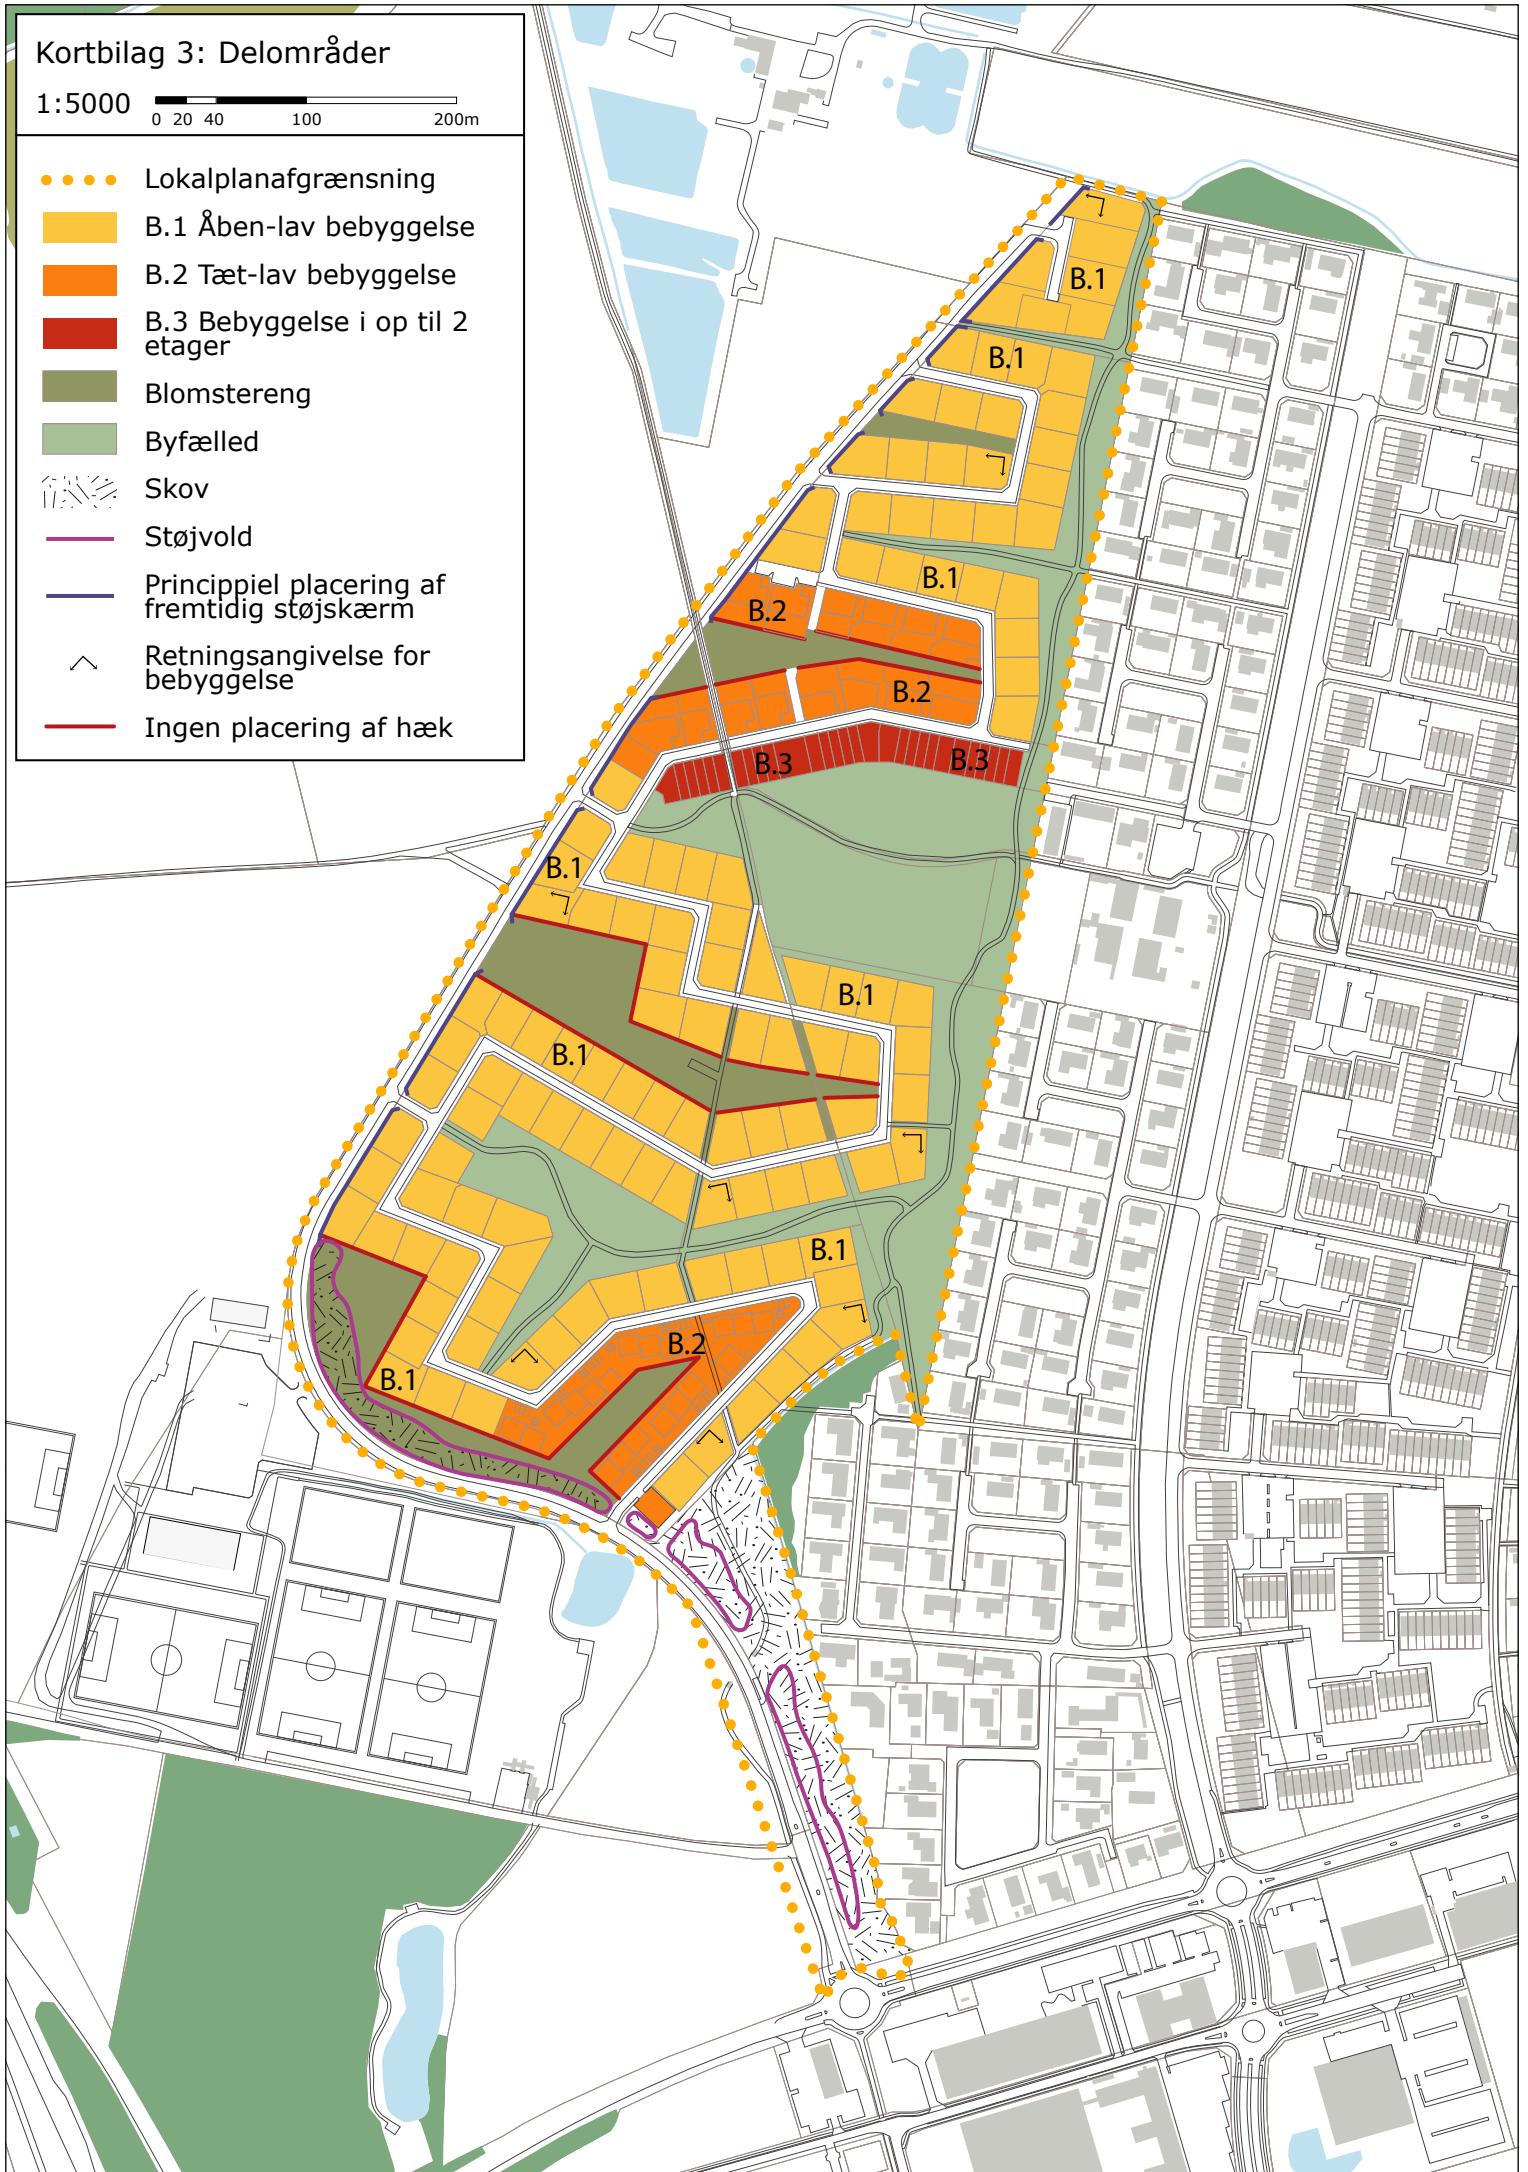 Kortbilag 3: Delområder
1:5000
0 20 40 100 200m
Lokalplanafgrænsning
B.1 Åben-lav bebyggelse
B.2 Tæt-lav bebyggelse
B.3 Bebyggelse i op til 2
etager
Blomstereng
Byfælled
Skov
Støjvold
Princippiel placering af
fremtidig støjskærm
Retningsangivelse for
bebyggelse
Ingen placering af hæk
B.1
B.1
B.1
B.2
B.2
B.3
B.3
B.1
B.1
B.1
B.1
B.2
B.1